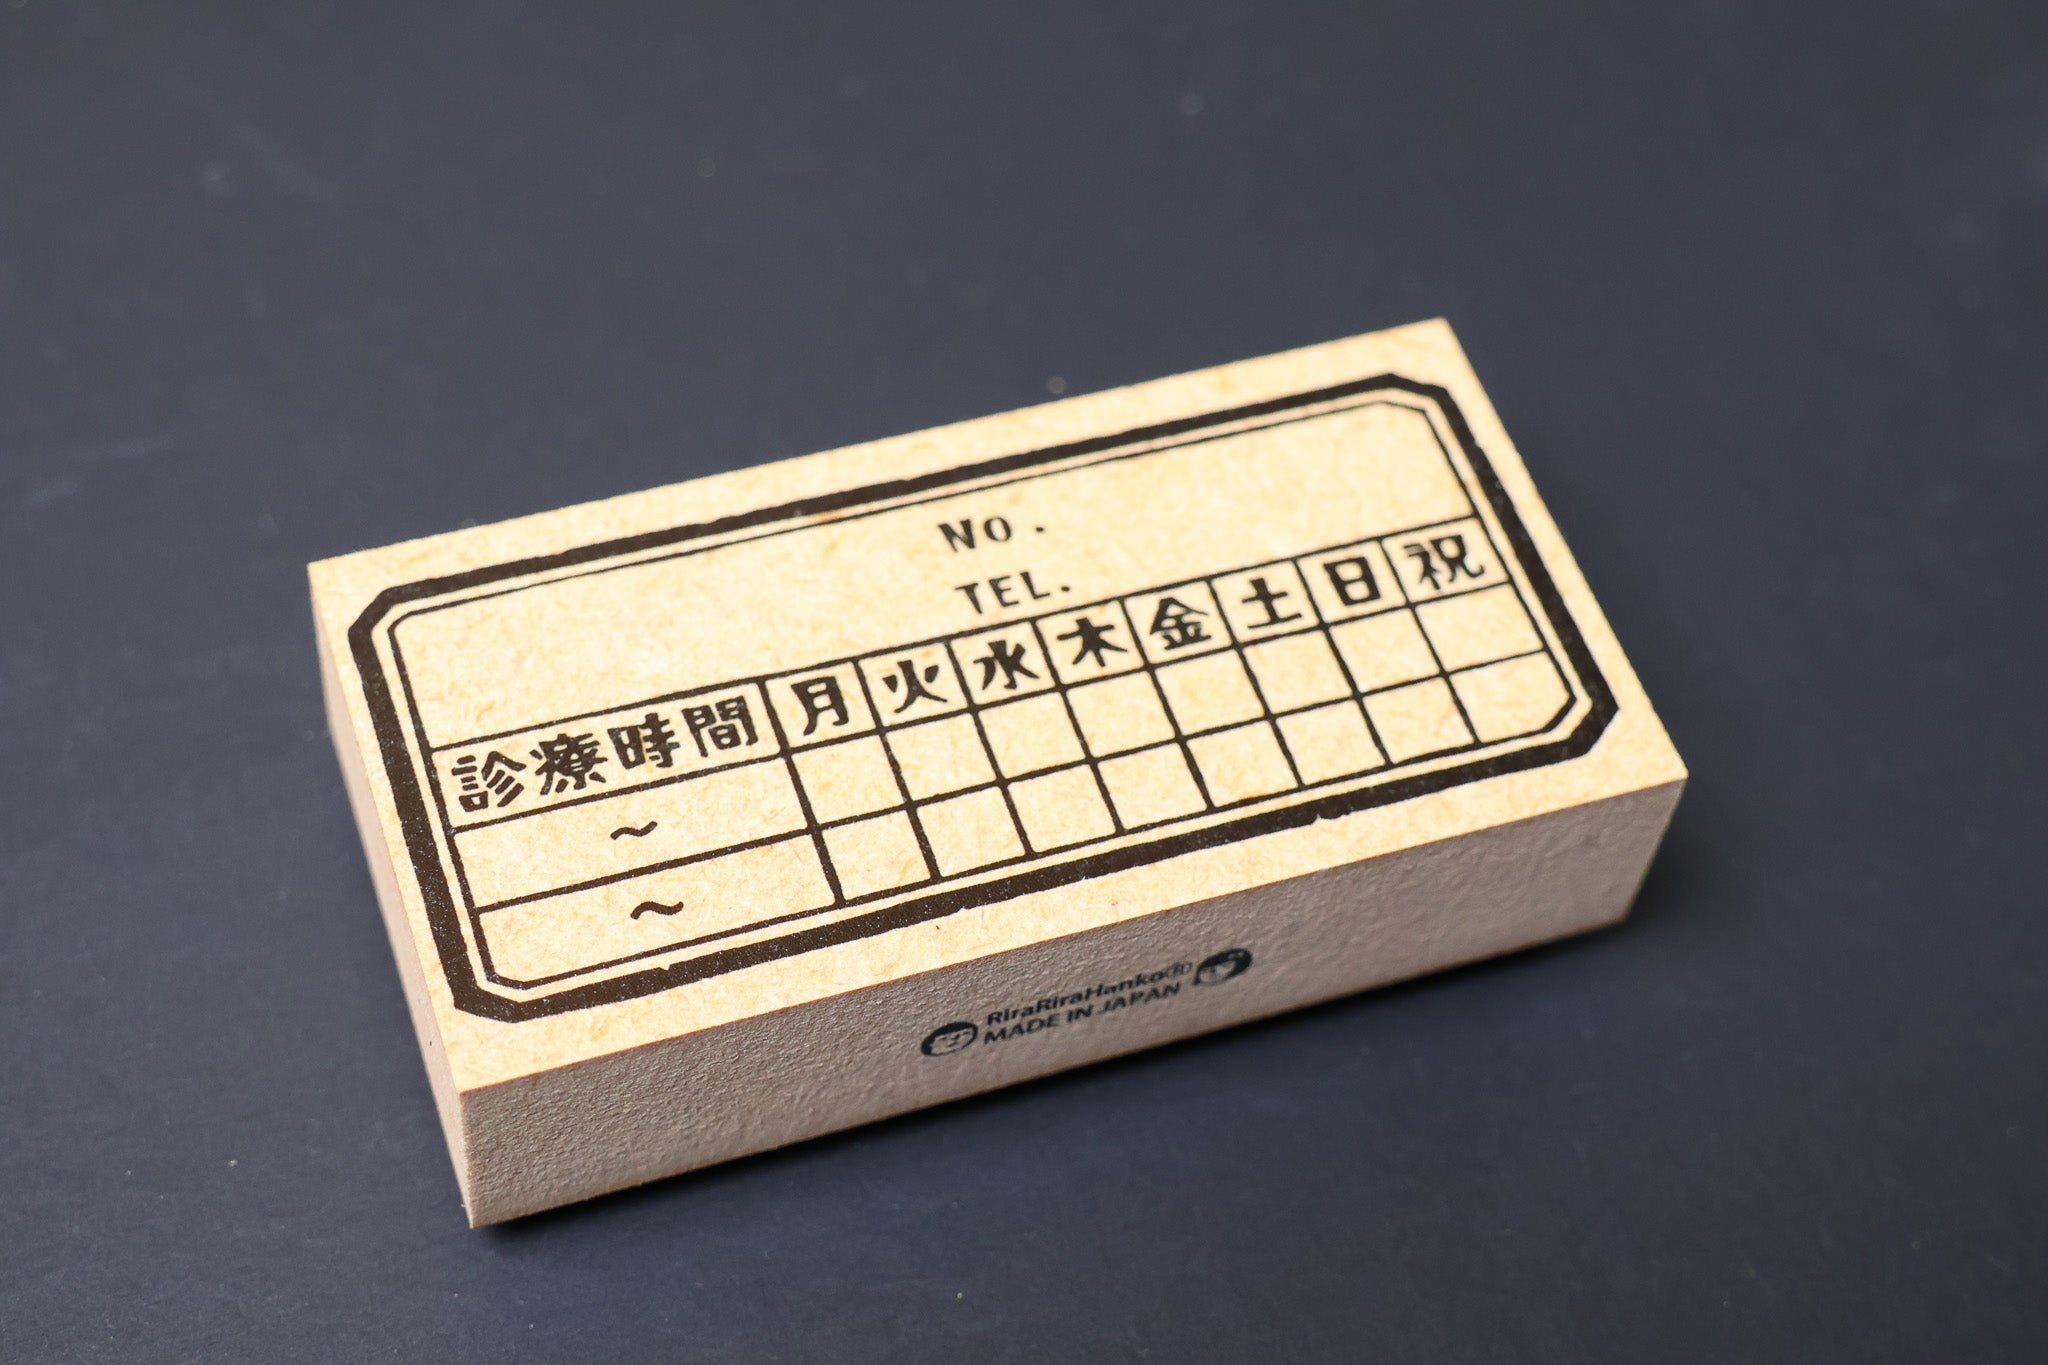 No.
TEL.
診療時間 月 火 水 木 金 土 日 祝
～
～
RiraRiraHanko
MADE IN JAPAN